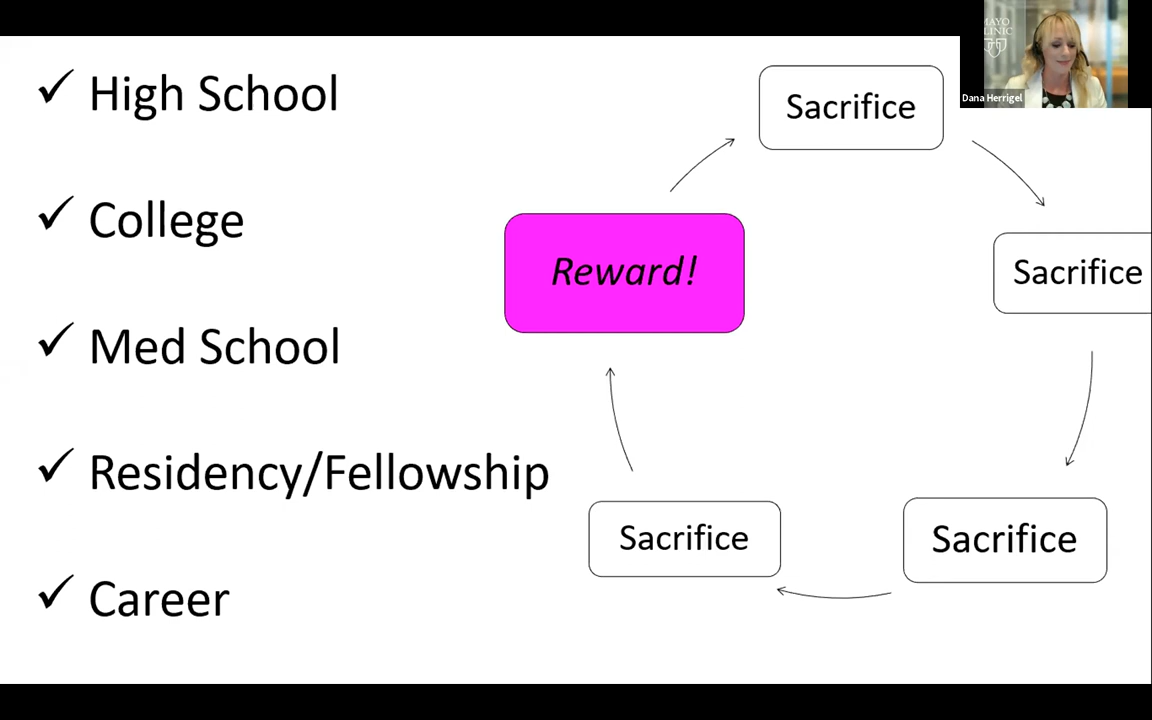 ✓ High School
✓ College
✓ Med School
✓ Residency/Fellowship
✓ Career
Sacrifice
Sacrifice
Sacrifice
Sacrifice
Reward!
MAYO
CLINIC
Dana Herrigel